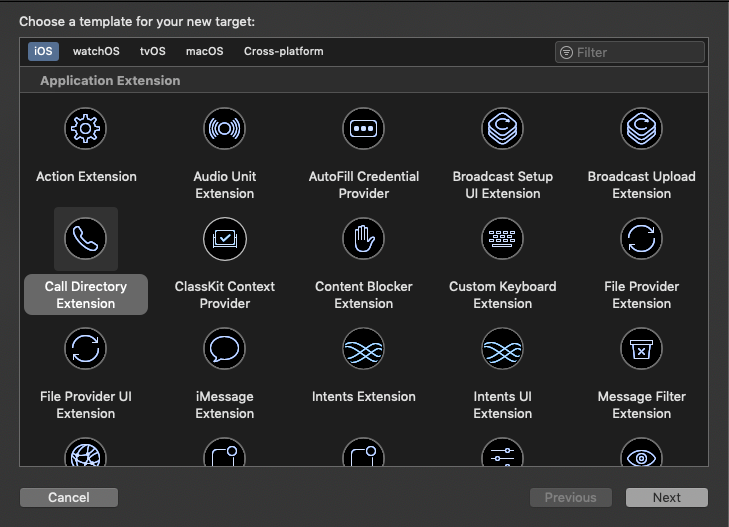 Choose a template for your new target:
iOS watchOS tvOS macOS Cross-platform Filter
Application Extension
Action Extension
Audio Unit
Extension
AutoFill Credential
Provider
Broadcast Setup
UI Extension
Broadcast Upload
Extension
Call Directory
Extension
ClassKit Context
Provider
Content Blocker
Extension
Custom Keyboard
Extension
File Provider
Extension
File Provider UI
Extension
iMessage
Extension
Intents Extension
Intents UI
Extension
Message Filter
Extension
Cancel Previous Next